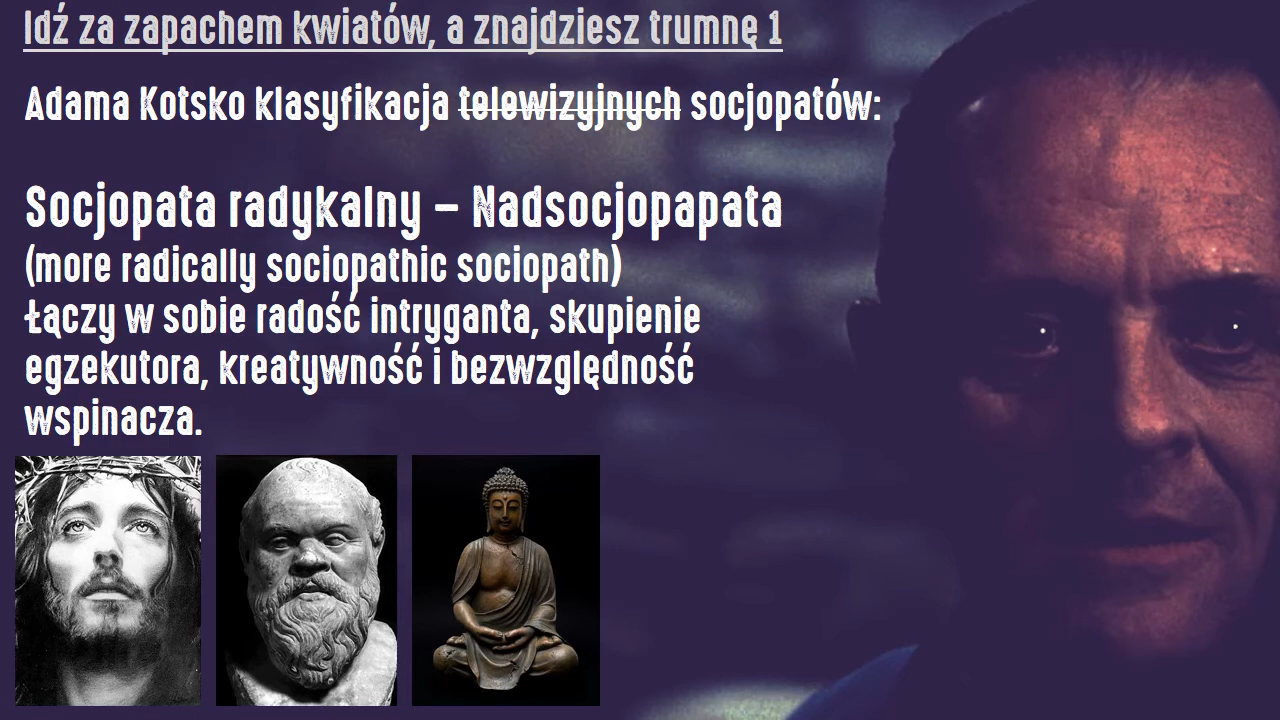 Idź za zapachem kwiatów, a znajdziesz trumnę 1
Adama Kotsko klasyfikacja telewizyjnych socjopatów:
Socjopata radykalny – Nadsocjopapata
(more radically sociopathic sociopath)
Łączy w sobie radość intryganta, skupienie
egzekutora, kreatywność i bezwzględność
wspinacza.